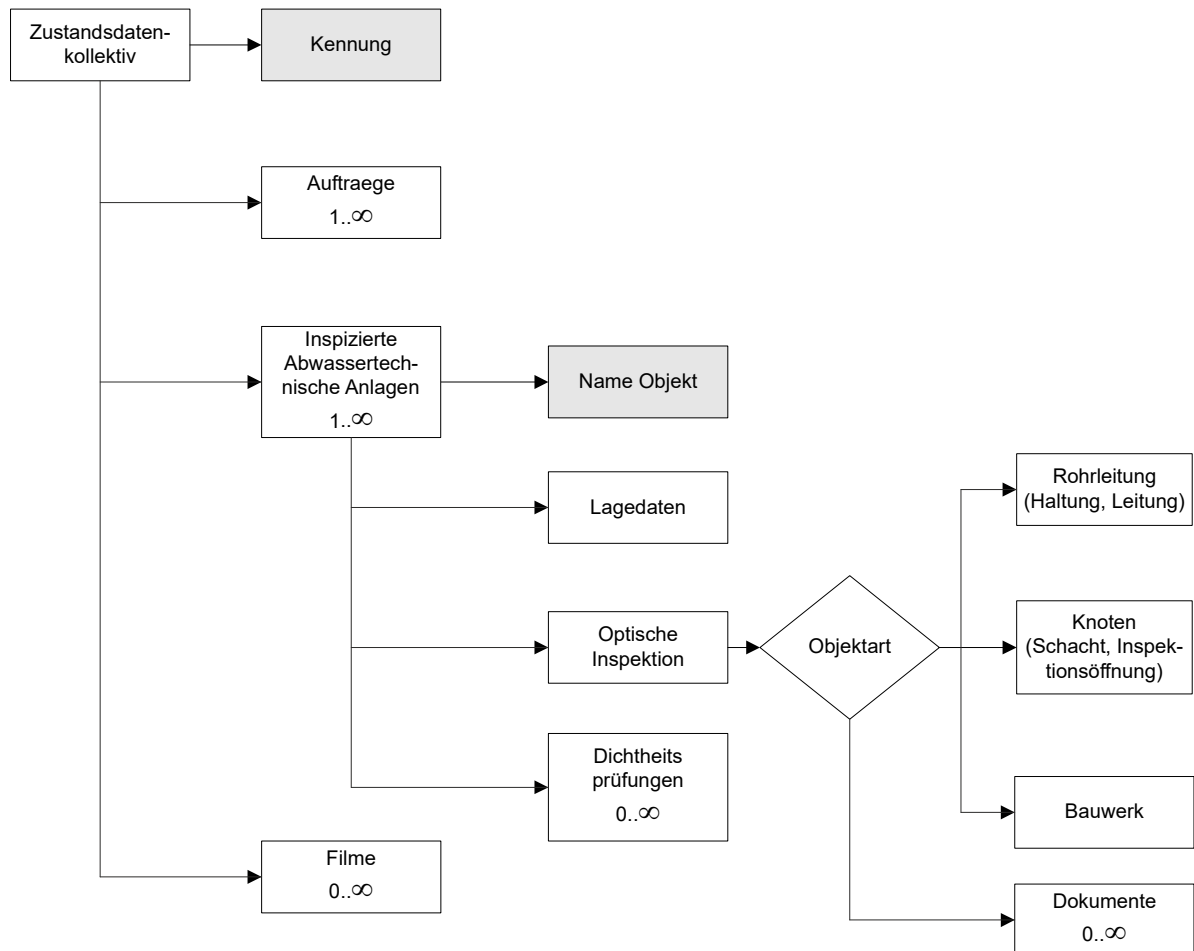 Zustandsdaten-
kollektiv
Kennung
Auftraege
1..∞
Inspizierte
Abwassertech-
nische Anlagen
1..∞
Name Objekt
Lagedaten
Optische
Inspektion
Objektart
Rohrleitung
(Haltung, Leitung)
Knoten
(Schacht, Inspek-
tionsöffnung)
Dichtheits
prüfungen
0..∞
Bauwerk
Filme
0..∞
Dokumente
0..∞